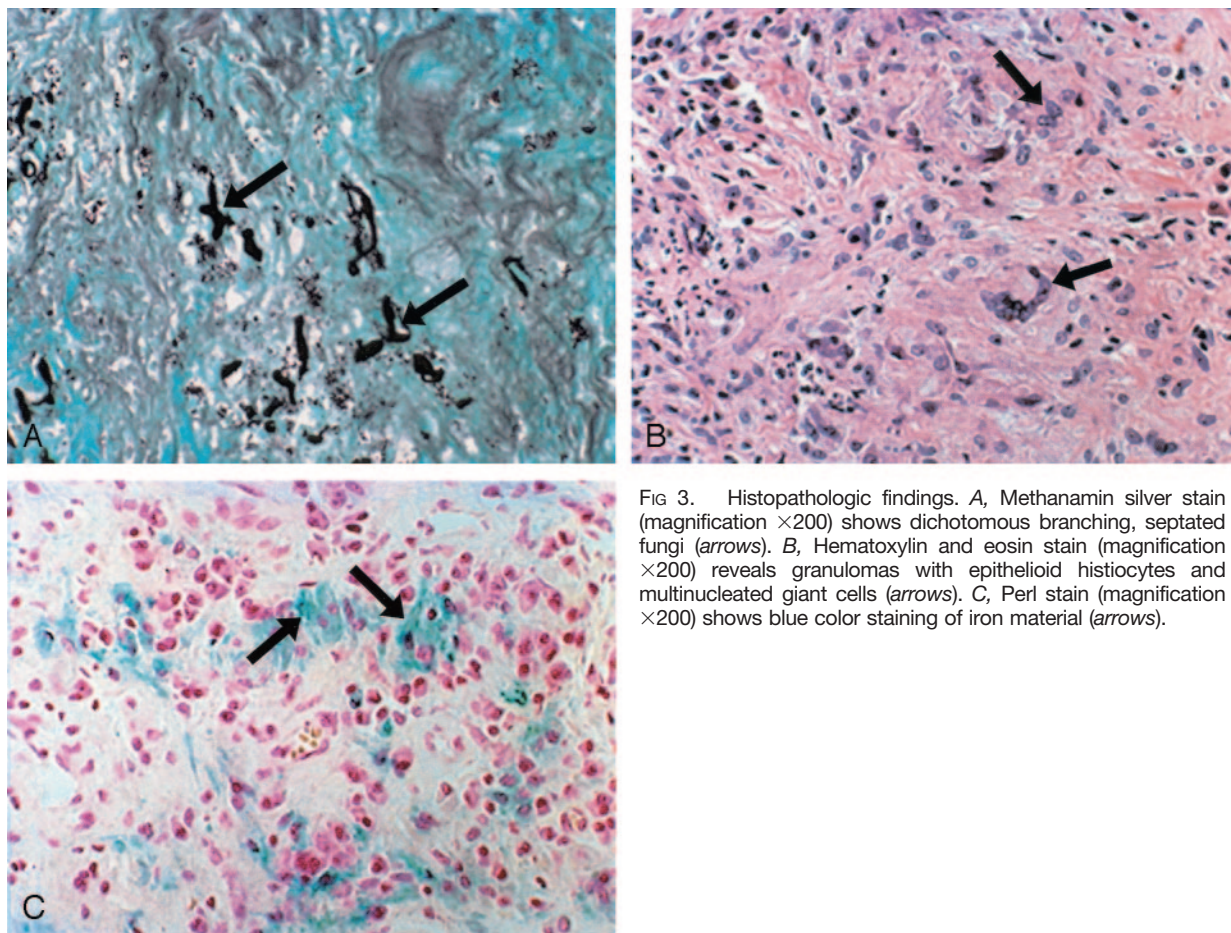 A
B
C
FIG 3. Histopathologic findings. A, Methanamin silver stain
(magnification ×200) shows dichotomous branching, septated
fungi (arrows). B, Hematoxylin and eosin stain (magnification
×200) reveals granulomas with epithelioid histiocytes and
multinucleated giant cells (arrows). C, Perl stain (magnification
×200) shows blue color staining of iron material (arrows).